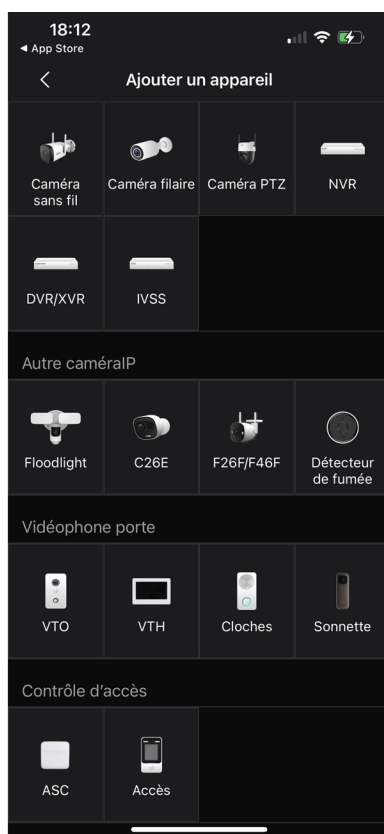 18:12
◀ App Store
Ajouter un appareil
Caméra
sans fil
Caméra filaire
Caméra PTZ
NVR
DVR/XVR
IVSS
Autre caméraIP
Floodlight
C26E
F26F/F46F
Détecteur
de fumée
Vidéophone porte
VTO
VTH
Cloches
Sonnette
Contrôle d'accès
ASC
Accès